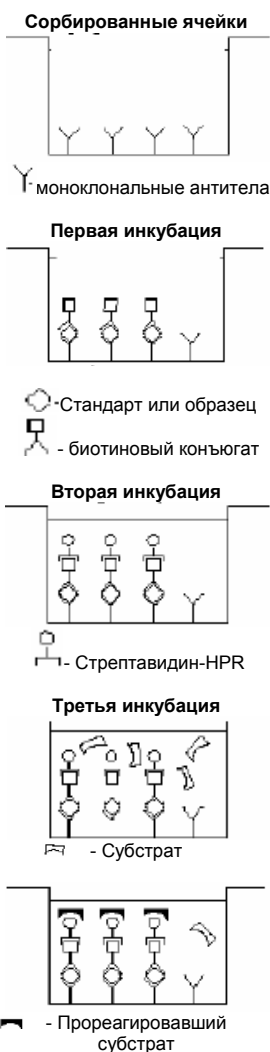 Сорбированные ячейки
моноклональные антитела
Первая инкубация
-Стандарт или образец
- биотиновый конъюгат
Вторая инкубация
- Стрептавидин-HPR
Третья инкубация
- Субстрат
- Прореагировавший
субстрат